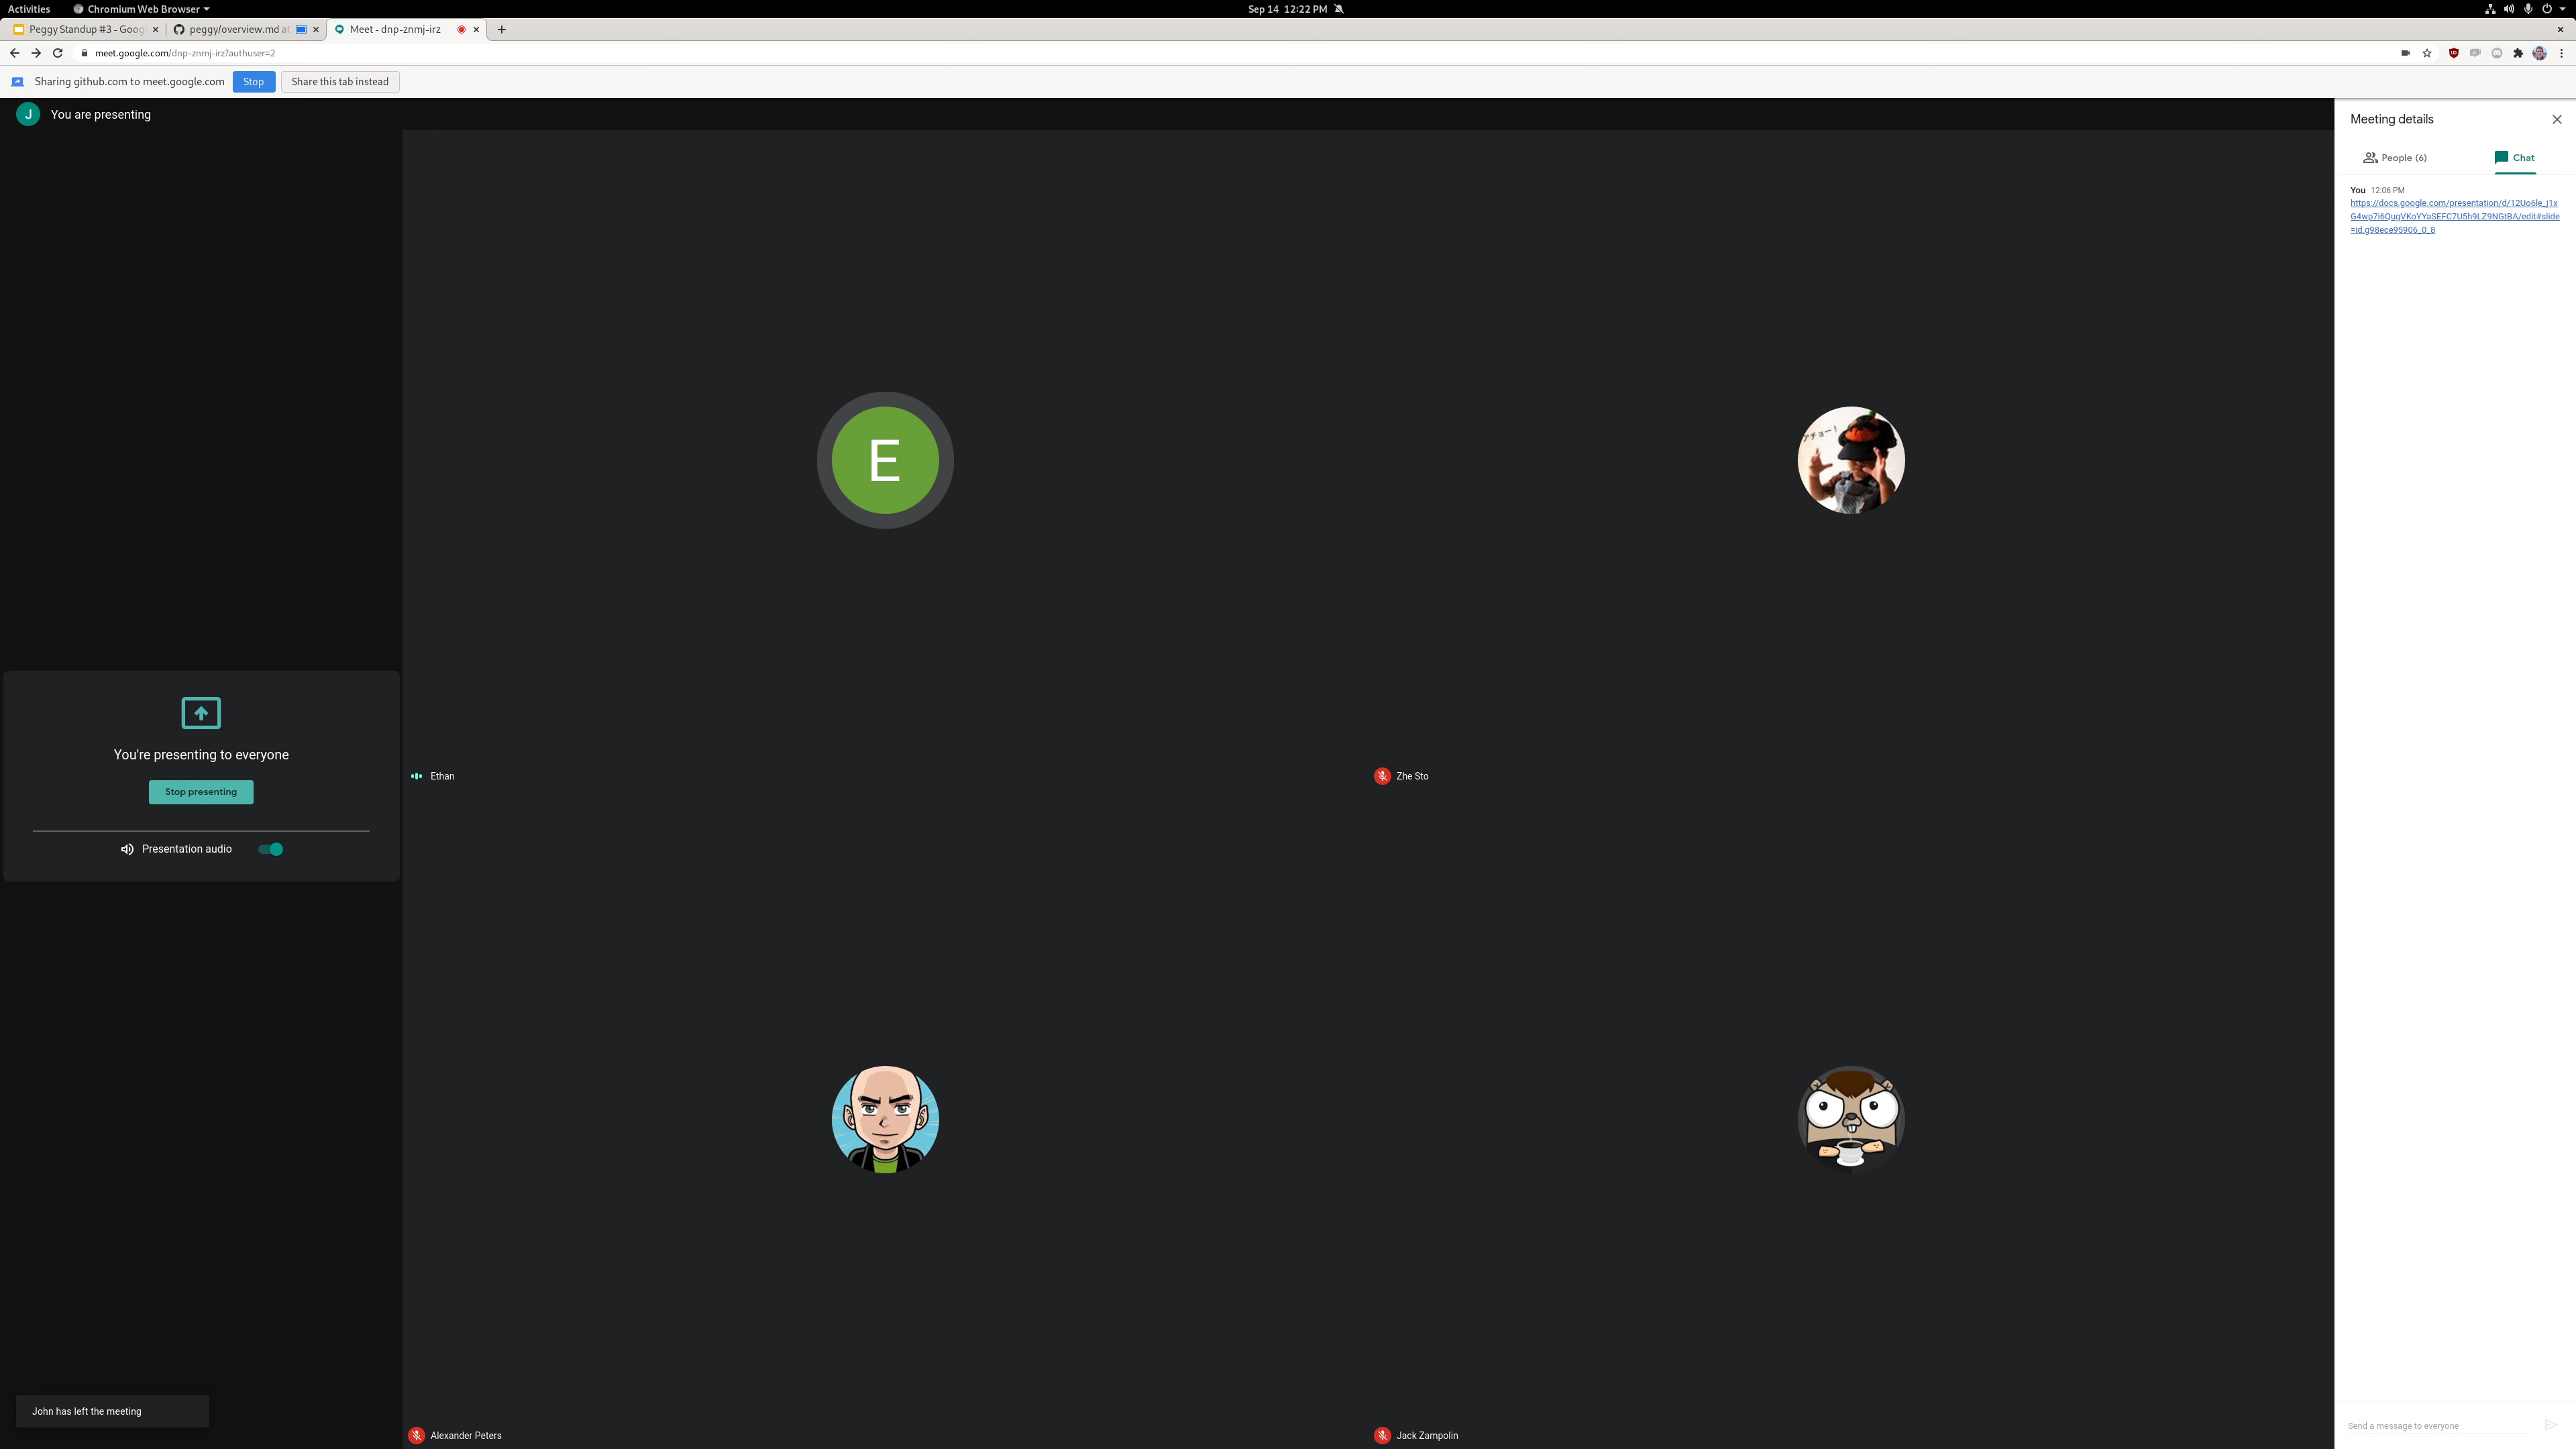 Activities
Chromium Web Browser
Sep 14 12:22 PM
Peggy Standup #3 - Goog
peggy/overview.md at
Meet - dnp-znmj-irz
meet.google.com/dnp-znmj-irz?authuser=2
Sharing github.com to meet.google.com
Stop
Share this tab instead
J
You are presenting
Meeting details
People (6)
Chat
You 12:06 PM
https://docs.google.com/presentation/d/12Uo6le_j1x
G4wp7i6QugVKoYYaSEFC7U5h9LZ9NGtBA/edit#slide
=id.g98ece95906_0_8
E
チョー!
You're presenting to everyone
Stop presenting
Ethan
Zhe Sto
Presentation audio
John has left the meeting
Alexander Peters
Jack Zampolin
Send a message to everyone